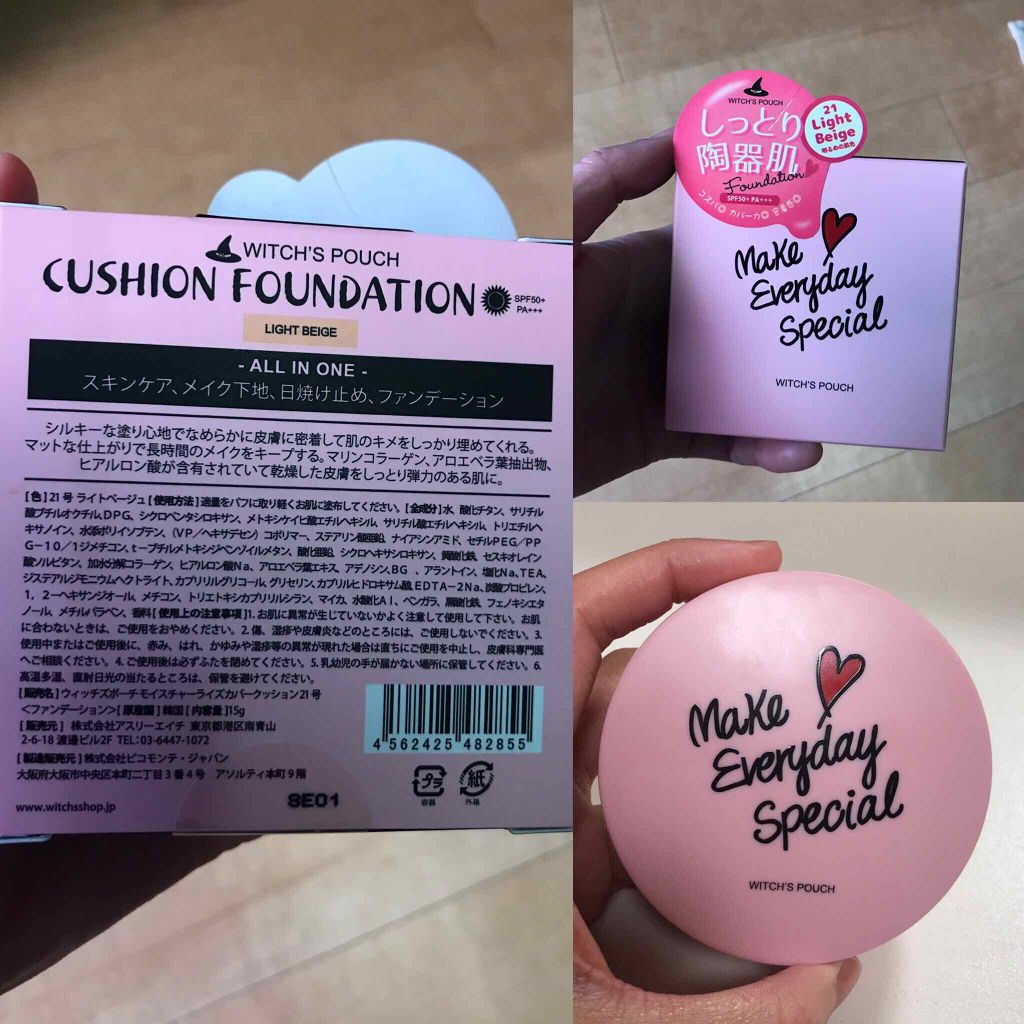 WITCH'S POUCH
CUSHION FOUNDATION
SPF50+
PA+++
LIGHT BEIGE
- ALL IN ONE -
スキンケア、メイク下地、日焼け止め、ファンデーション
シルキーな塗り心地でなめらかに皮膚に密着して肌のキメをしっかり埋めてくれる。
マットな仕上がりで長時間のメイクをキープする。マリンコラーゲン、アロエベラ葉抽出物、
ヒアルロン酸が含有されていて乾燥した皮膚をしっとり弾力のある肌に。
[色]21号 ライトベージュ[使用方法]適量をパフに取り軽くお肌に塗布してください。[全成分]水、酸化チタン、サリチル
酸ブチルオクチル、DPG、シクロペンタシロキサン、メトキシケイヒ酸エチルヘキシル、サリチル酸エチルヘキシル、トリエチルヘ
キサノイン、水添ポリイソブテン、(VP/ヘキサデセン)コポリマー、ステアリン酸亜鉛、ナイアシンアミド、セチルPEG/PP
G-10/1ジメチコン、t-ブチルメトキシジベンゾイルメタン、酸化亜鉛、シクロヘキサシロキサン、黄酸化鉄、セスキオレイン
酸ソルビタン、加水分解コラーゲン、ヒアルロン酸Na、アロエベラ葉エキス、アデノシン、BG、アラントイン、塩化Na、TEA、
ジステアルジモニウムヘクトライト、カプリリルグリコール、グリセリン、カプリルヒドロキサム酸、EDTA-2Na、炭酸プロピレン、
1,2-ヘキサンジオール、メチコン、トリエトキシカプリリルシラン、マイカ、水酸化Al、ベンガラ、黒酸化鉄、フェノキシエタ
ノール、メチルパラベン、香料[使用上の注意事項]1.お肌に異常が生じていないかよく注意して使用して下さい。お肌
に合わないときは、ご使用をおやめください。2.傷、湿疹や皮膚炎などのところには、ご使用しないでください。3.
使用中またはご使用後に、赤み、はれ、かゆみや湿疹等の異常が現れた場合は直ちにご使用を中止し、皮膚科専門医
へご相談ください。4.ご使用後は必ずふたを閉めてください。5.乳幼児の手が届かない場所に保管してください。6.
高温多湿、直射日光の当たるところは、保管を避けてください。
[販売名]ウィッチズポーチ モイスチャーライズカバークッション 21号
<ファンデーション>[原産国]韓国[内容量]15g
[販売元] 株式会社アスリーエイチ 東京都港区南青山
2-6-18 渡邉ビル2F TEL:03-6447-1072
[製造販売元]株式会社ピコモンテ・ジャパン
大阪府大阪市中央区本町二丁目3番4号 アソルティ本町9階
www.witchsshop.jp
8E01
4 562425 482855
プラ
容器
紙
外箱
WITCH'S POUCH
しっとり
陶器肌
Foundation
SPF50+ PA+++
コスパ◎ カバー力◎ 密着感◎
21
Light
Beige
明るめの肌色
Make
Everyday
Special
WITCH'S POUCH
Make
Everyday
Special
WITCH'S POUCH